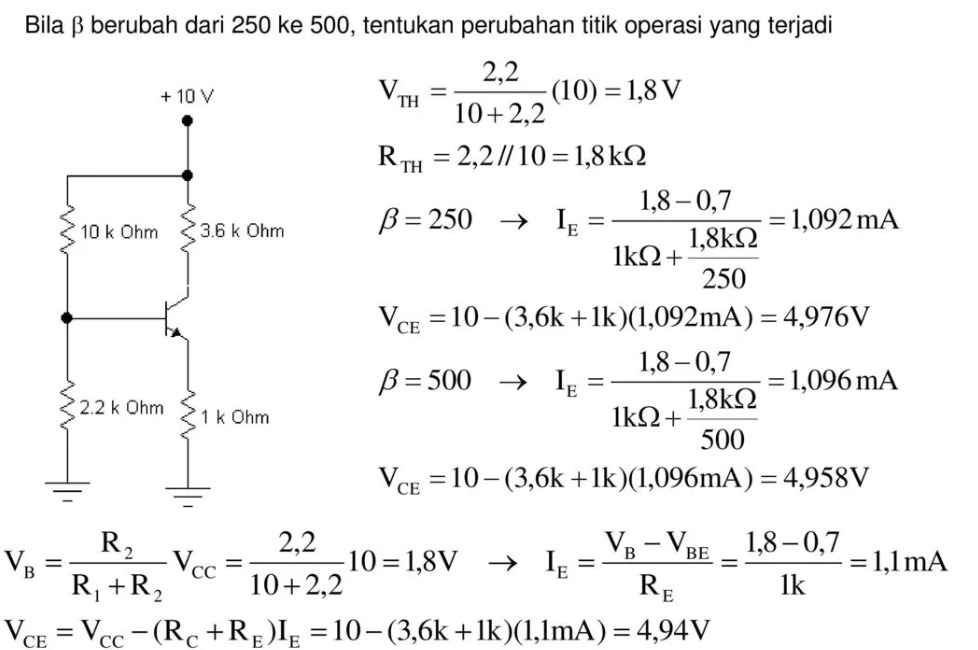 Bila β berubah dari 250 ke 500, tentukan perubahan titik operasi yang terjadi
+ 10 V
10 k Ohm
3.6 k Ohm
2.2 k Ohm
1 k Ohm
V_TH = 2,2 / (10 + 2,2) (10) = 1,8 V
R_TH = 2,2 // 10 = 1,8 kΩ
β = 250 → I_E = (1,8 − 0,7) / (1kΩ + 1,8kΩ / 250) = 1,092 mA
V_CE = 10 − (3,6k + 1k)(1,092mA) = 4,976V
β = 500 → I_E = (1,8 − 0,7) / (1kΩ + 1,8kΩ / 500) = 1,096 mA
V_CE = 10 − (3,6k + 1k)(1,096mA) = 4,958V
V_B = R_2 / (R_1 + R_2) V_CC = 2,2 / (10 + 2,2) 10 = 1,8V → I_E = (V_B − V_BE) / R_E = (1,8 − 0,7) / 1k = 1,1 mA
V_CE = V_CC − (R_C + R_E)I_E = 10 − (3,6k + 1k)(1,1mA) = 4,94V